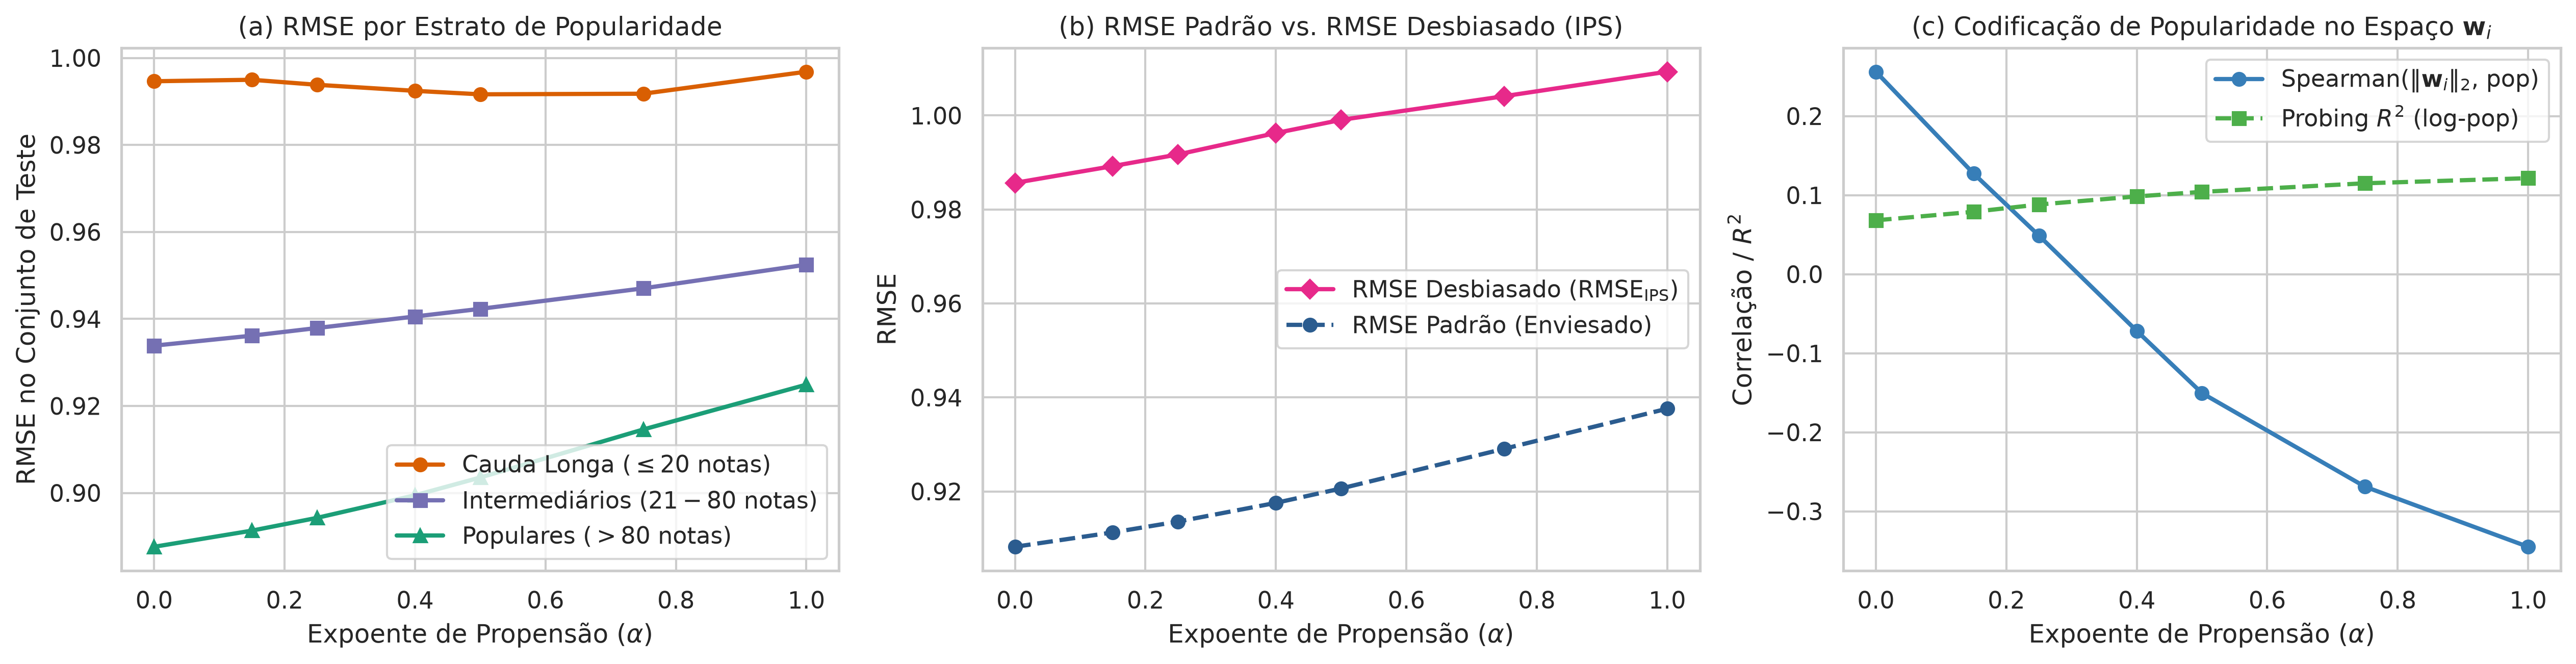 (a) RMSE por Estrato de Popularidade
RMSE no Conjunto de Teste
1.00
0.98
0.96
0.94
0.92
0.90
Cauda Longa (≤20 notas)
Intermediários (21−80 notas)
Populares (>80 notas)
0.0 0.2 0.4 0.6 0.8 1.0
Expoente de Propensão (α)
(b) RMSE Padrão vs. RMSE Desbiasado (IPS)
RMSE
1.00
0.98
0.96
0.94
0.92
RMSE Desbiasado (RMSE_IPS)
RMSE Padrão (Enviesado)
0.0 0.2 0.4 0.6 0.8 1.0
Expoente de Propensão (α)
(c) Codificação de Popularidade no Espaço w_i
Correlação / R²
0.2
0.1
0.0
−0.1
−0.2
−0.3
Spearman(‖w_i‖₂, pop)
Probing R² (log-pop)
0.0 0.2 0.4 0.6 0.8 1.0
Expoente de Propensão (α)